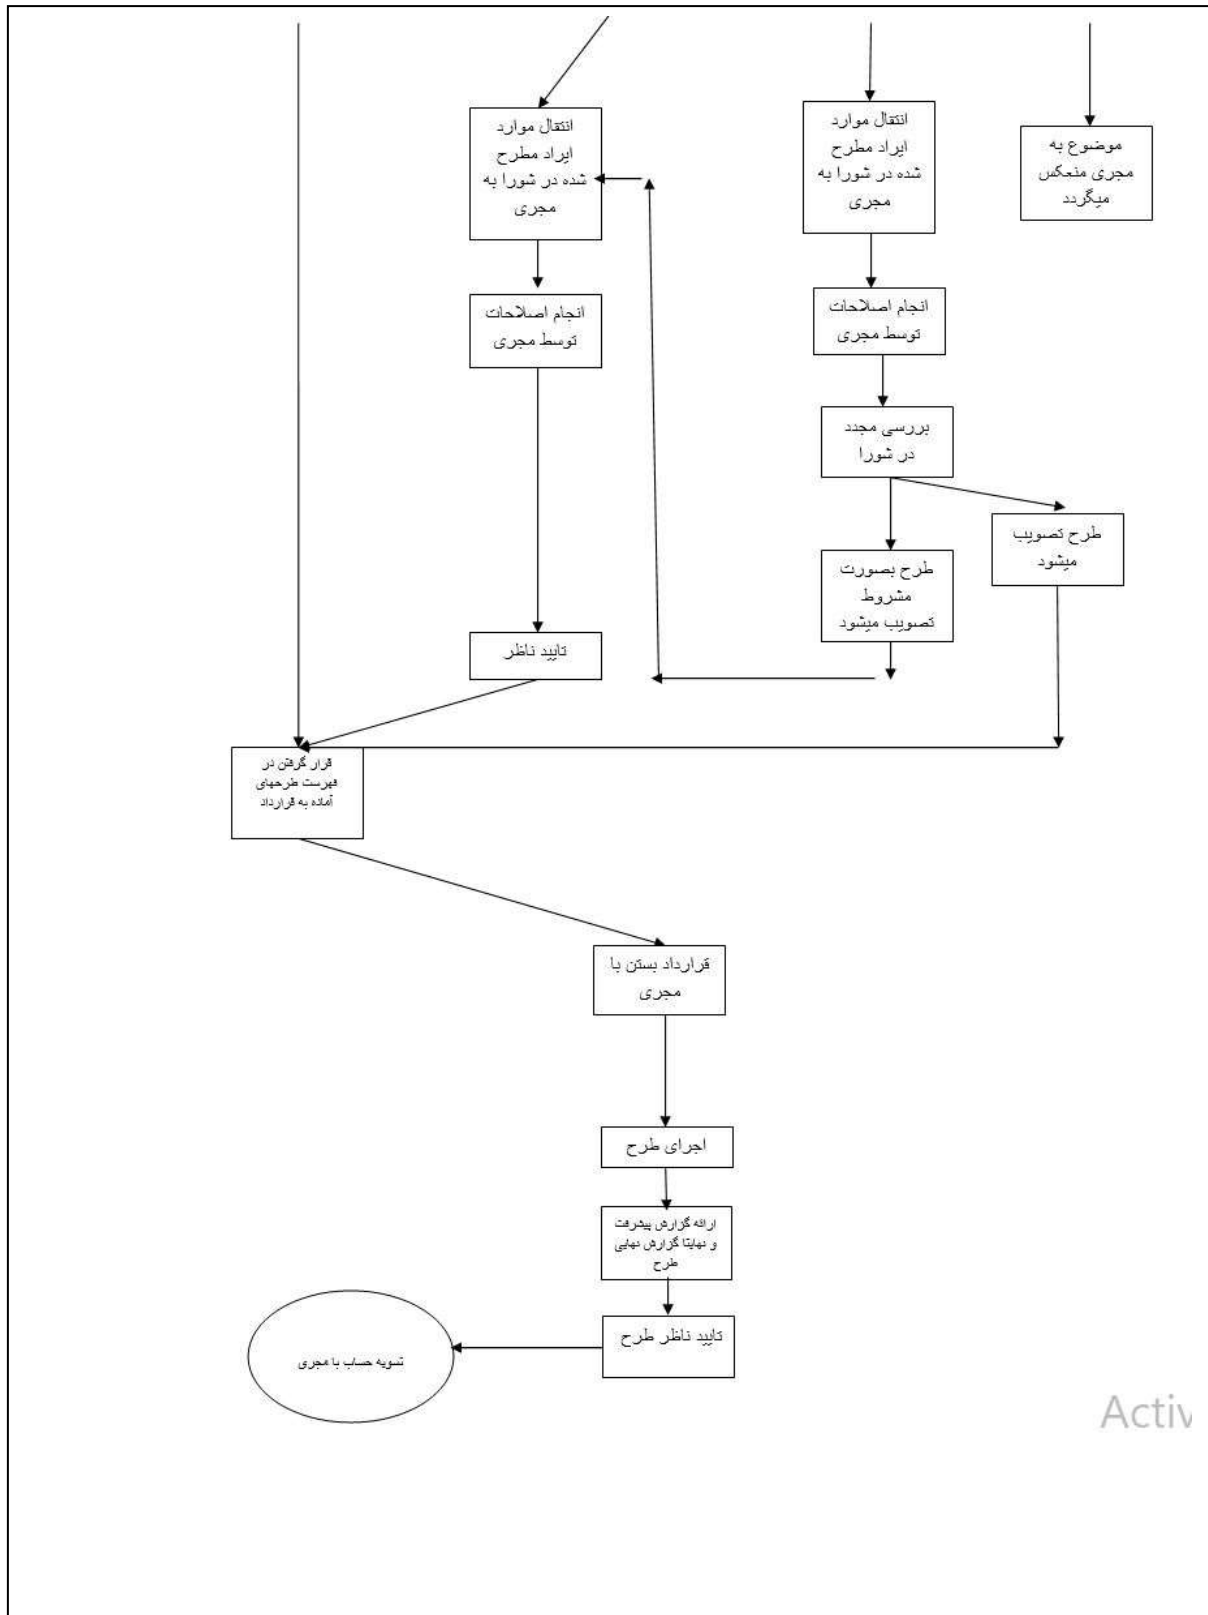 موضوع به
مجری منعکس
میگردد
انتقال موارد
ایراد مطرح
شده در شورا به
مجری
انجام اصلاحات
توسط مجری
بررسی مجدد
در شورا
طرح تصویب
میشود
طرح بصورت
مشروط
تصویب میشود
انتقال موارد
ایراد مطرح
شده در شورا به
مجری
انجام اصلاحات
توسط مجری
تایید ناظر
قرار گرفتن در
فهرست طرحهای
آماده به قرارداد
قرارداد بستن با
مجری
اجرای طرح
ارائه گزارش پیشرفت
و نهایتا گزارش نهایی
طرح
تایید ناظر طرح
تسویه حساب با مجری
Activ